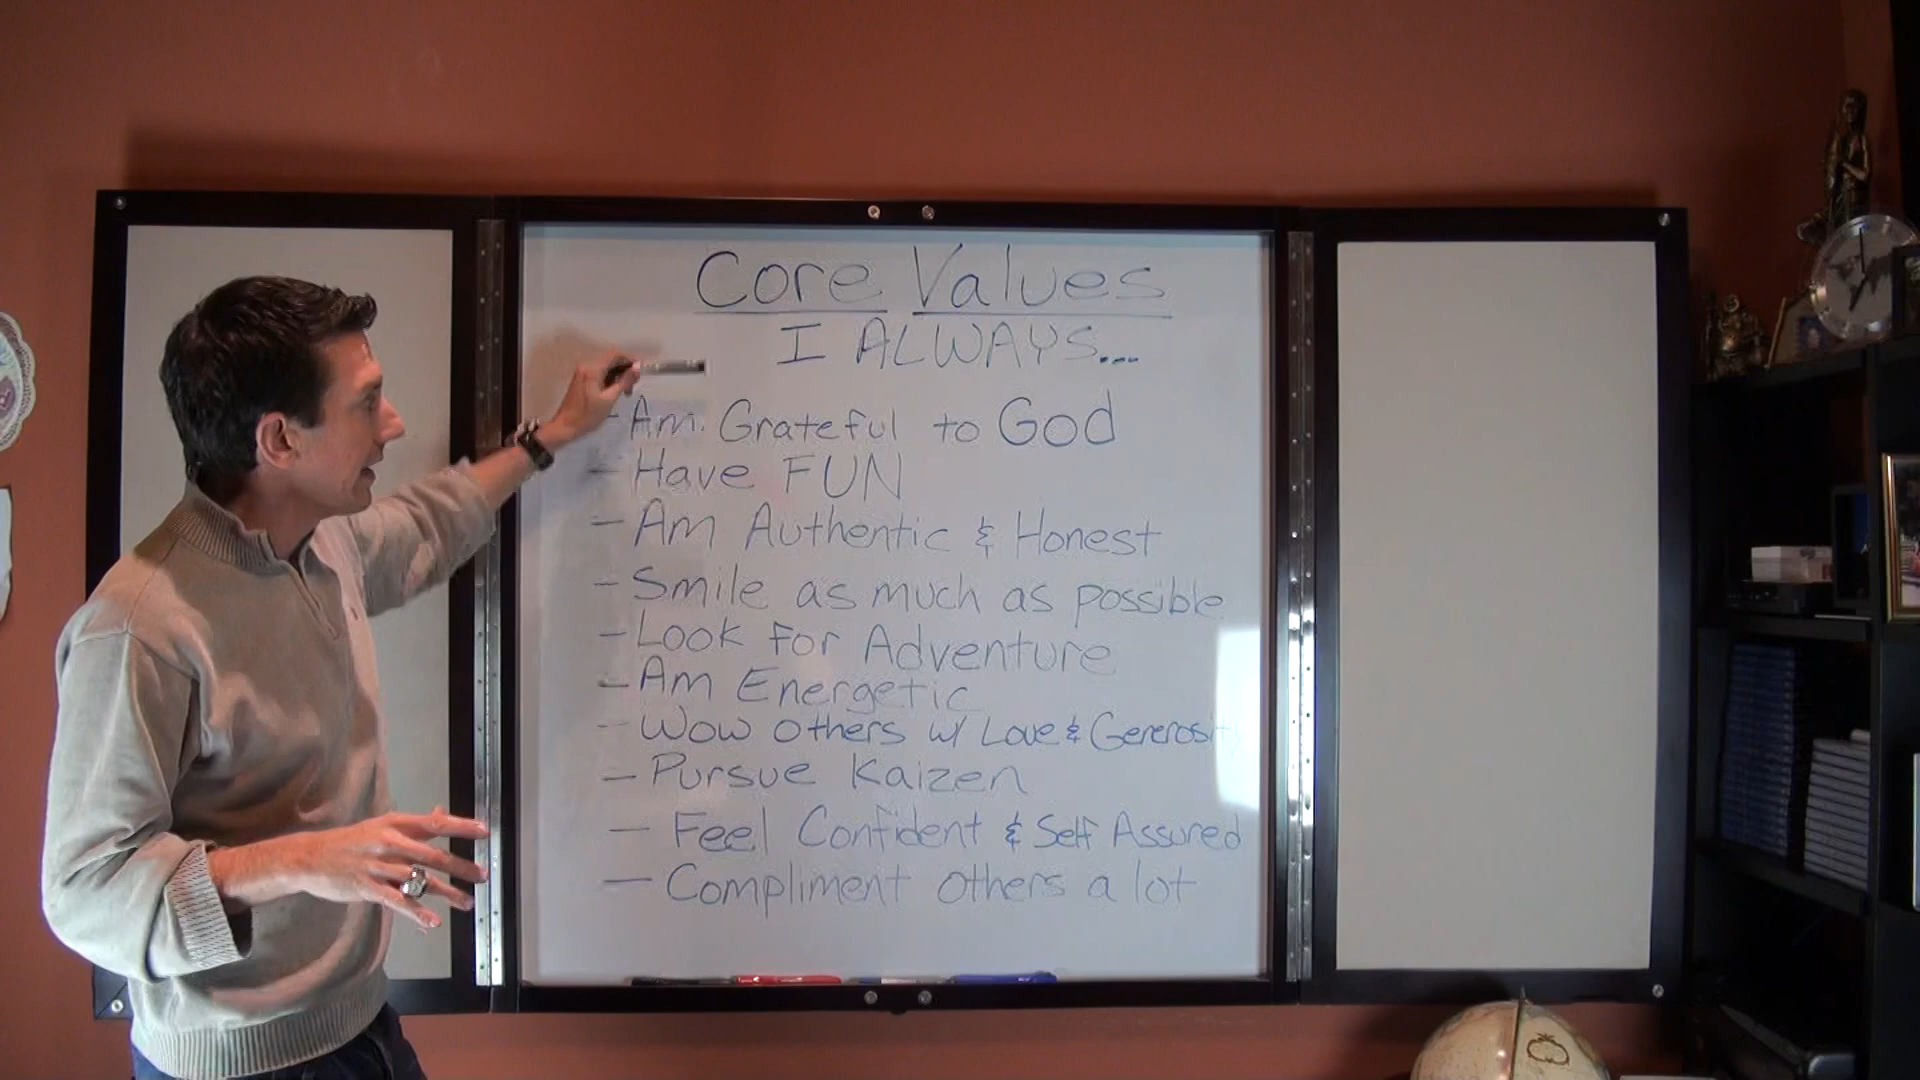 Core Values
I ALWAYS...
- Am Grateful to God
- Have FUN
- Am Authentic & Honest
- Smile as much as possible
- Look for Adventure
- Am Energetic
- Wow others w/ Love & Generosity
- Pursue Kaizen
- Feel Confident & Self Assured
- Compliment others a lot